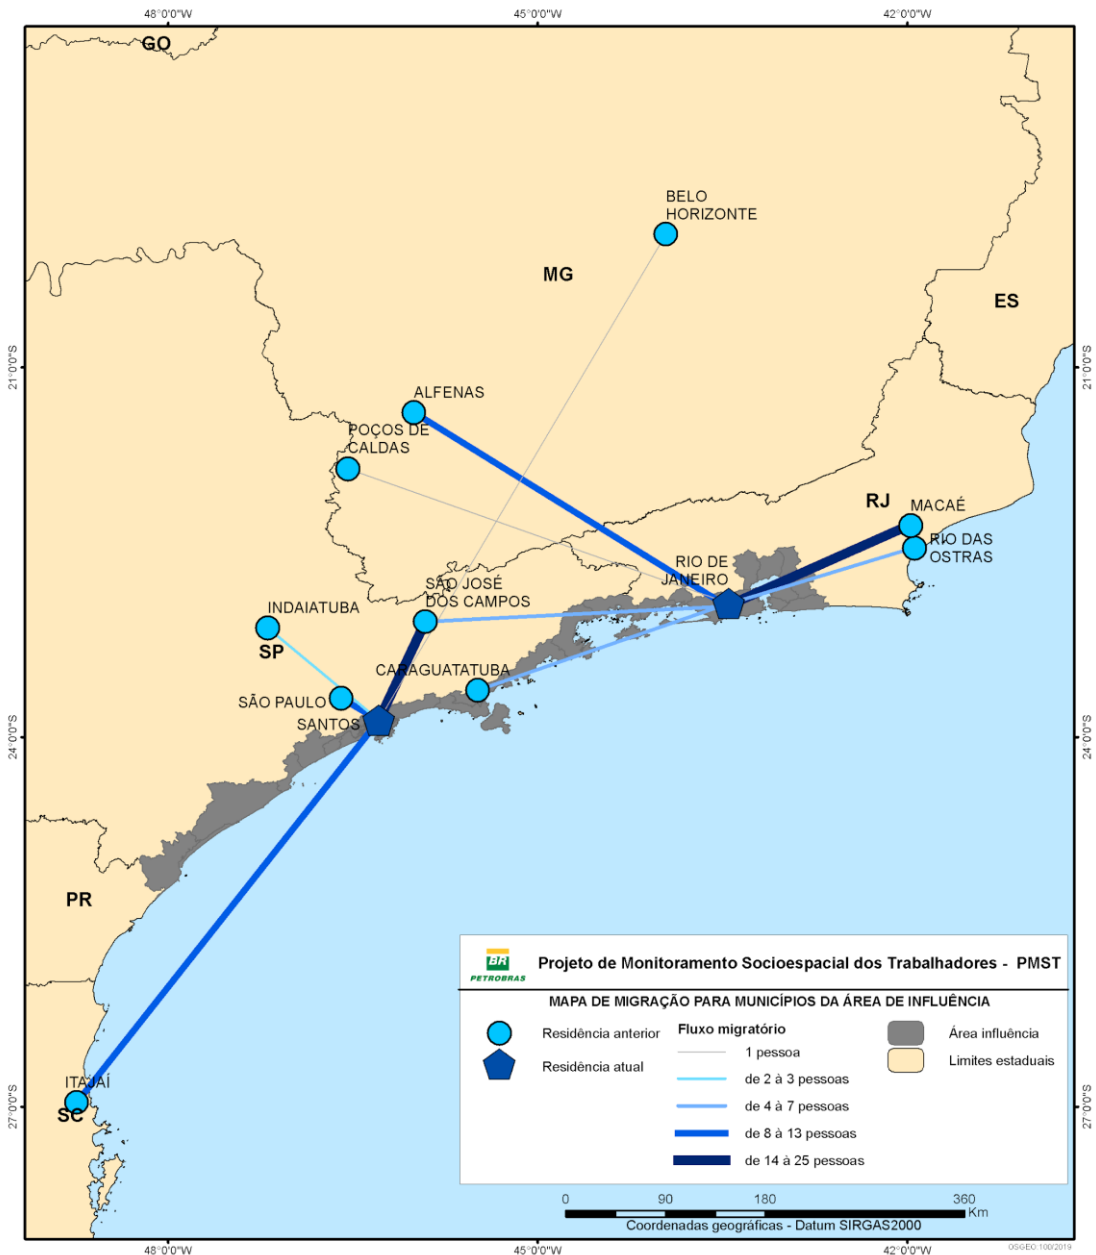 48°0'0"W
45°0'0"W
42°0'0"W
GO
BELO
HORIZONTE
MG
ES
21°0'0"S
21°0'0"S
ALFENAS
POÇOS DE
CALDAS
RJ
MACAÉ
RIO DAS
OSTRAS
RIO DE
JANEIRO
SÃO JOSÉ
DOS CAMPOS
INDAIATUBA
SP
CARAGUATATUBA
SÃO PAULO
SANTOS
24°0'0"S
24°0'0"S
PR
ITAJAÍ
SC
27°0'0"S
27°0'0"S
BR
PETROBRAS
Projeto de Monitoramento Socioespacial dos Trabalhadores - PMST
MAPA DE MIGRAÇÃO PARA MUNICÍPIOS DA ÁREA DE INFLUÊNCIA
Residência anterior
Residência atual
Fluxo migratório
1 pessoa
de 2 à 3 pessoas
de 4 à 7 pessoas
de 8 à 13 pessoas
de 14 à 25 pessoas
Área influência
Limites estaduais
0 90 180 360
Km
Coordenadas geográficas - Datum SIRGAS2000
48°0'0"W
45°0'0"W
42°0'0"W
OSGEO:100/2019